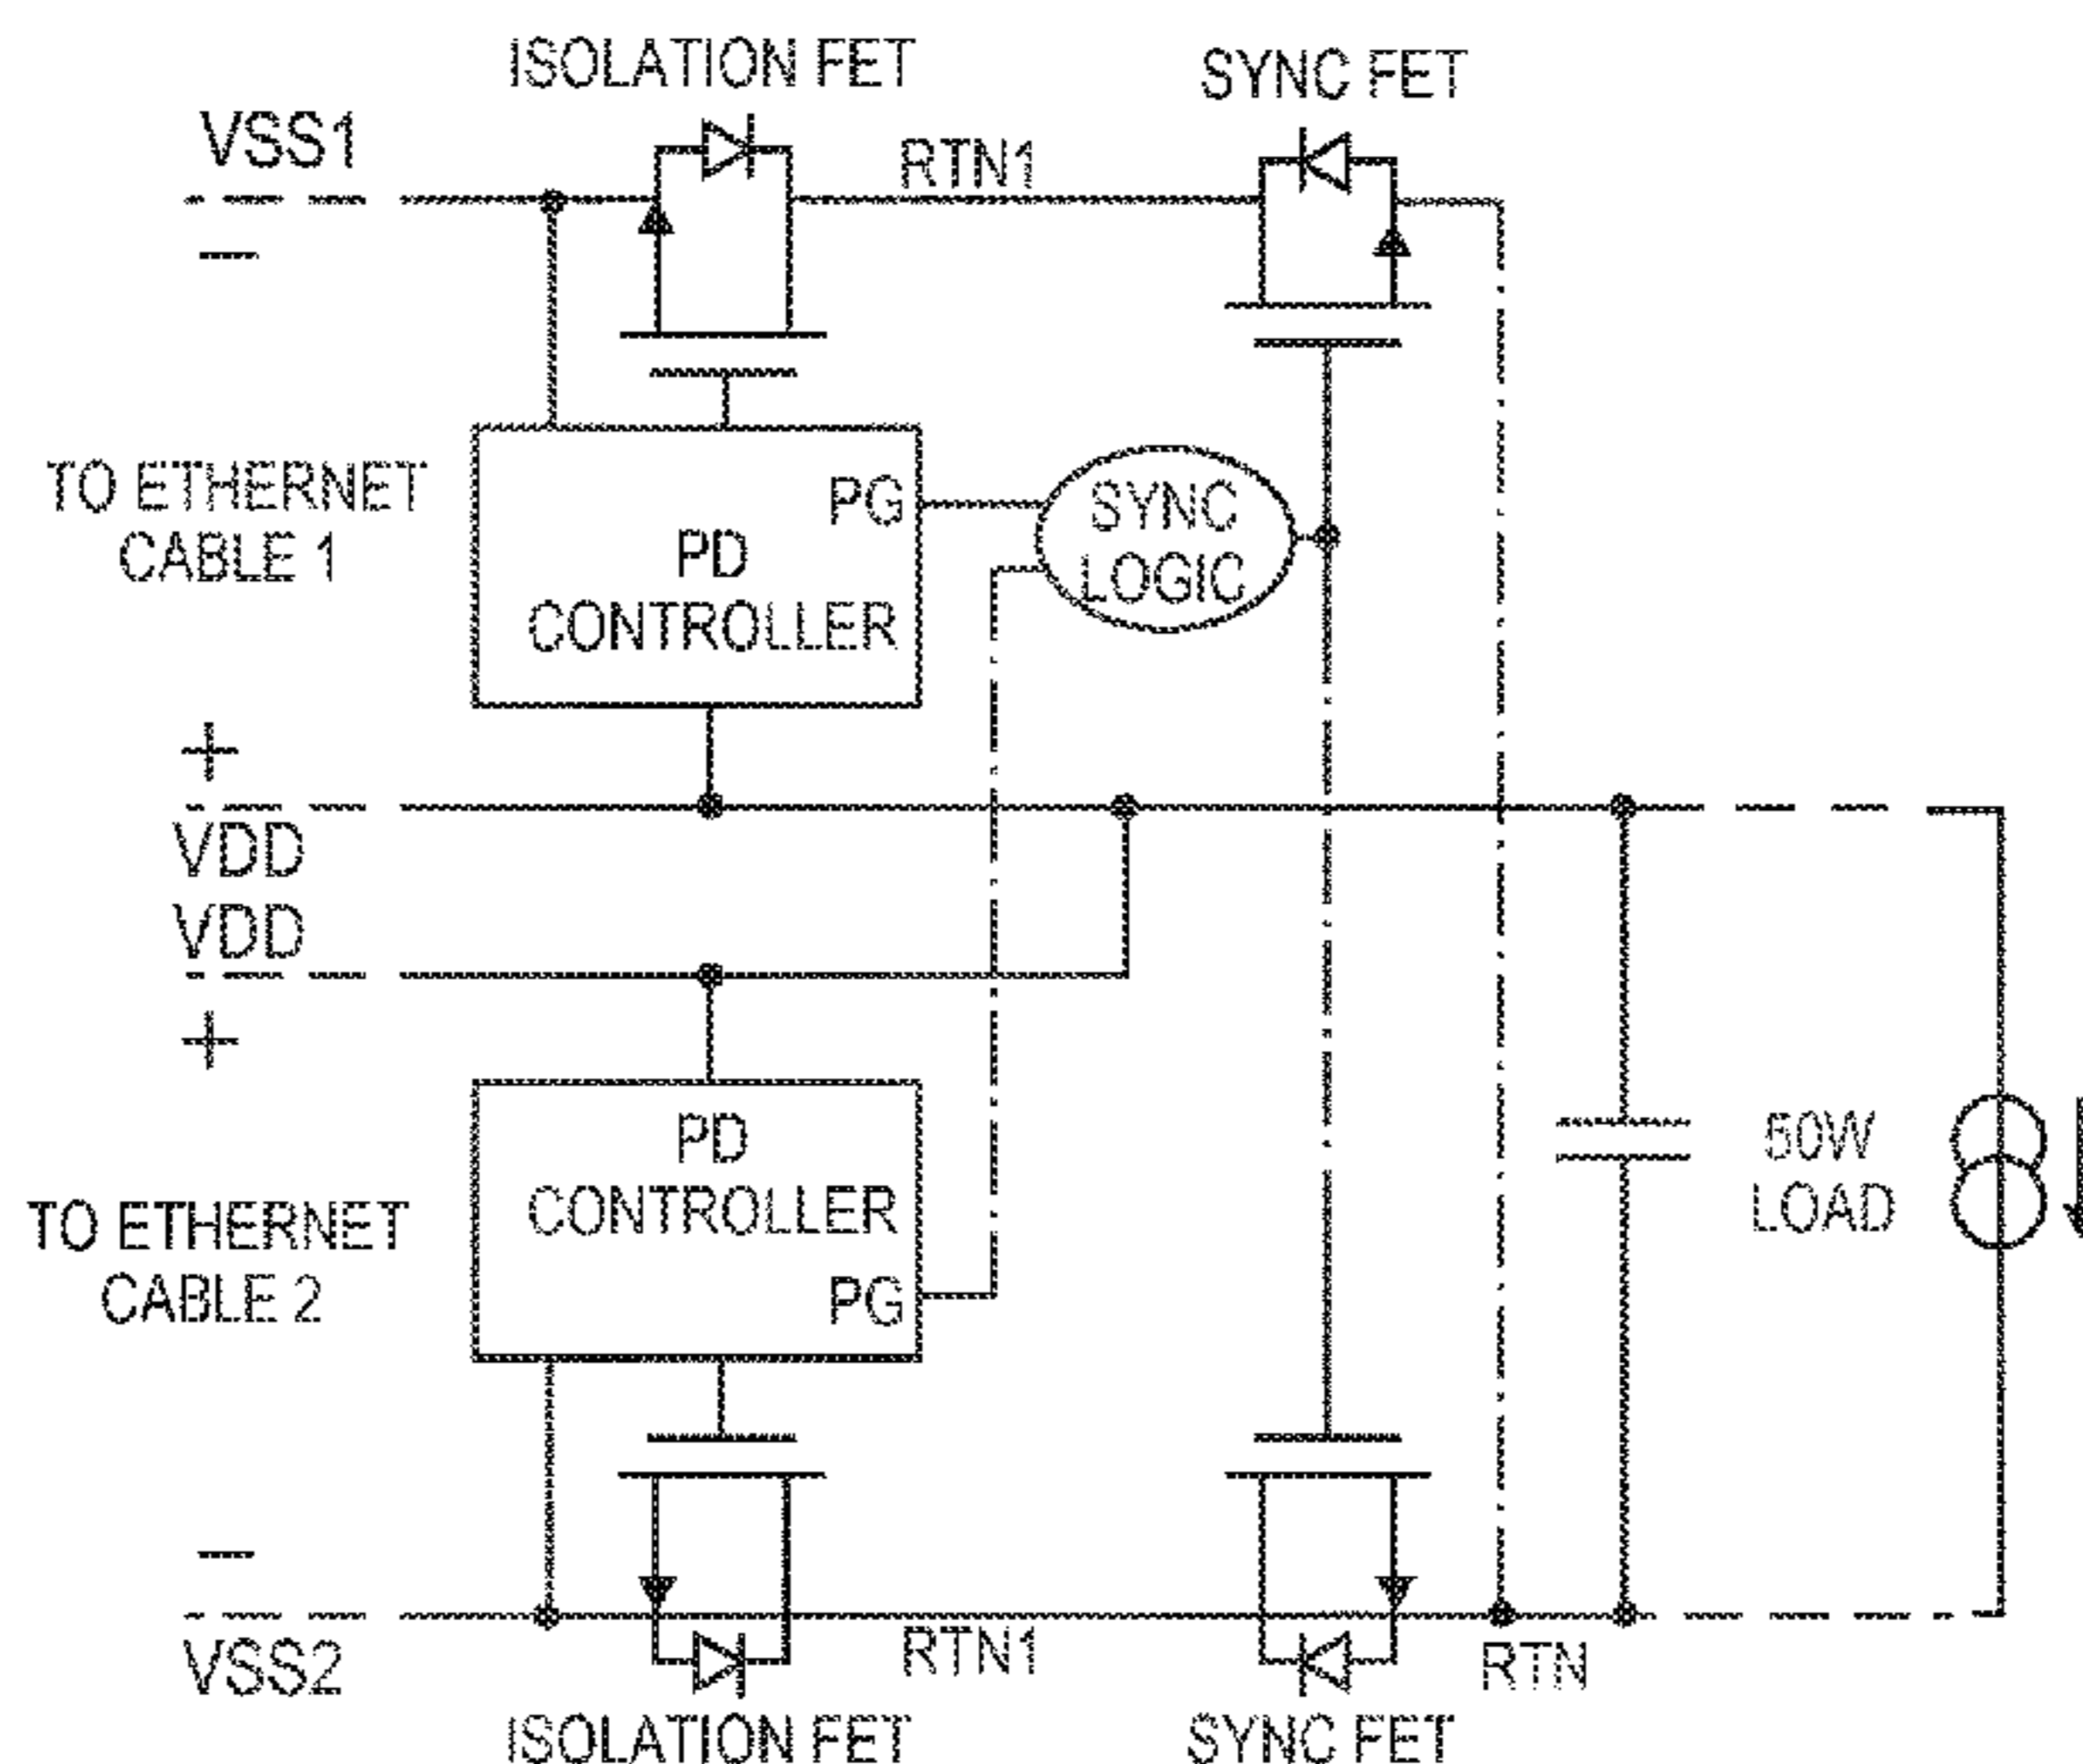 ISOLATION FET
SYNC FET
VSS1
RTN1
−
TO ETHERNET
CABLE 1
PG
PD
CONTROLLER
SYNC
LOGIC
+
VDD
VDD
+
PD
CONTROLLER
PG
TO ETHERNET
CABLE 2
50W
LOAD
−
VSS2
RTN1
RTN
ISOLATION FET
SYNC FET